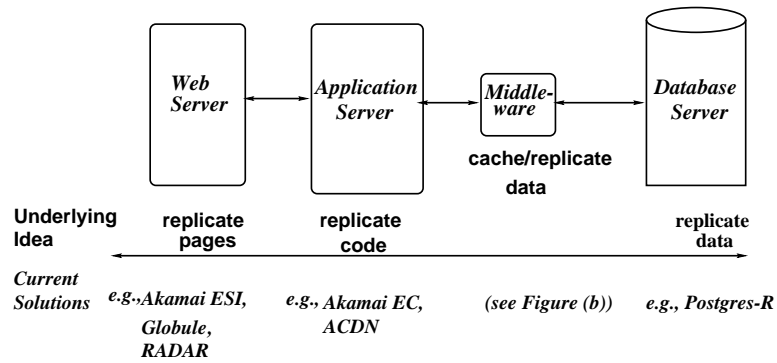 Web
Server
Application
Server
Middle-
ware
Database
Server
cache/replicate
data
Underlying
Idea
replicate
pages
replicate
code
replicate
data
Current
Solutions
e.g.,Akamai ESI,
Globule,
RADAR
e.g., Akamai EC,
ACDN
(see Figure (b))
e.g., Postgres-R